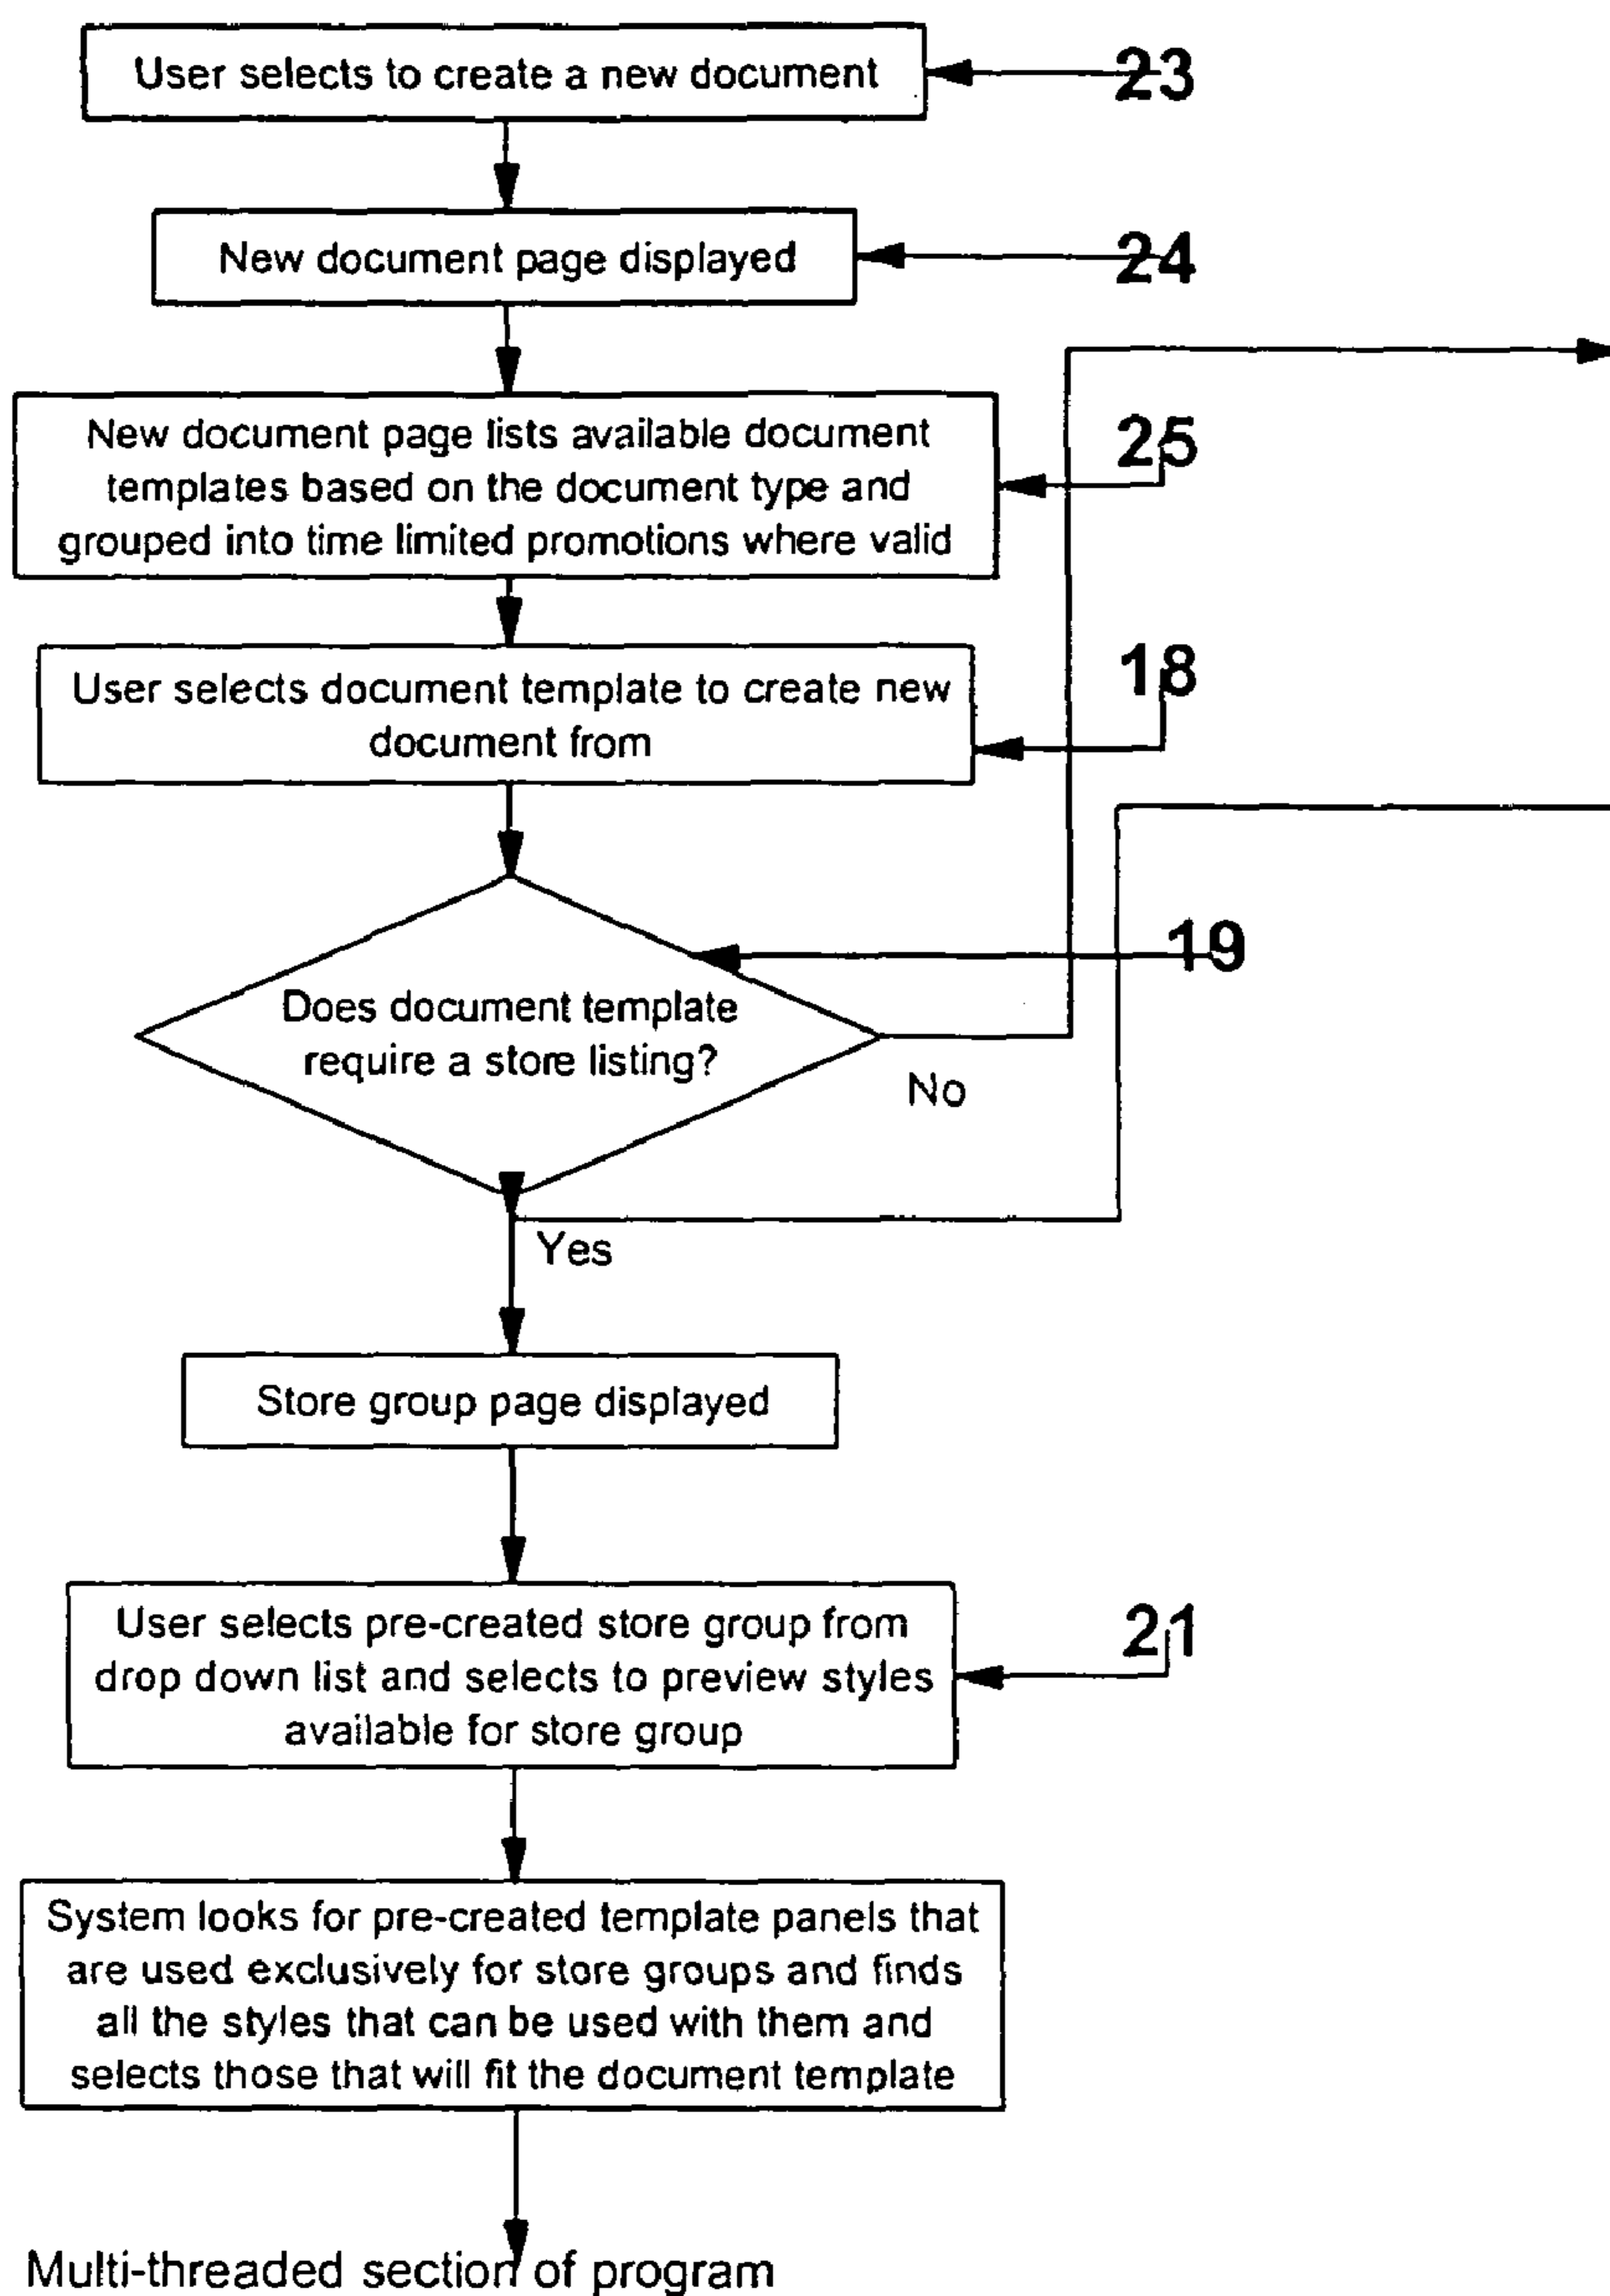 User selects to create a new document
23
New document page displayed
24
New document page lists available document
templates based on the document type and
grouped into time limited promotions where valid
25
User selects document template to create new
document from
18
19
Does document template
require a store listing?
No
Yes
Store group page displayed
User selects pre-created store group from
drop down list and selects to preview styles
available for store group
21
System looks for pre-created template panels that
are used exclusively for store groups and finds
all the styles that can be used with them and
selects those that will fit the document template
Multi-threaded section of program